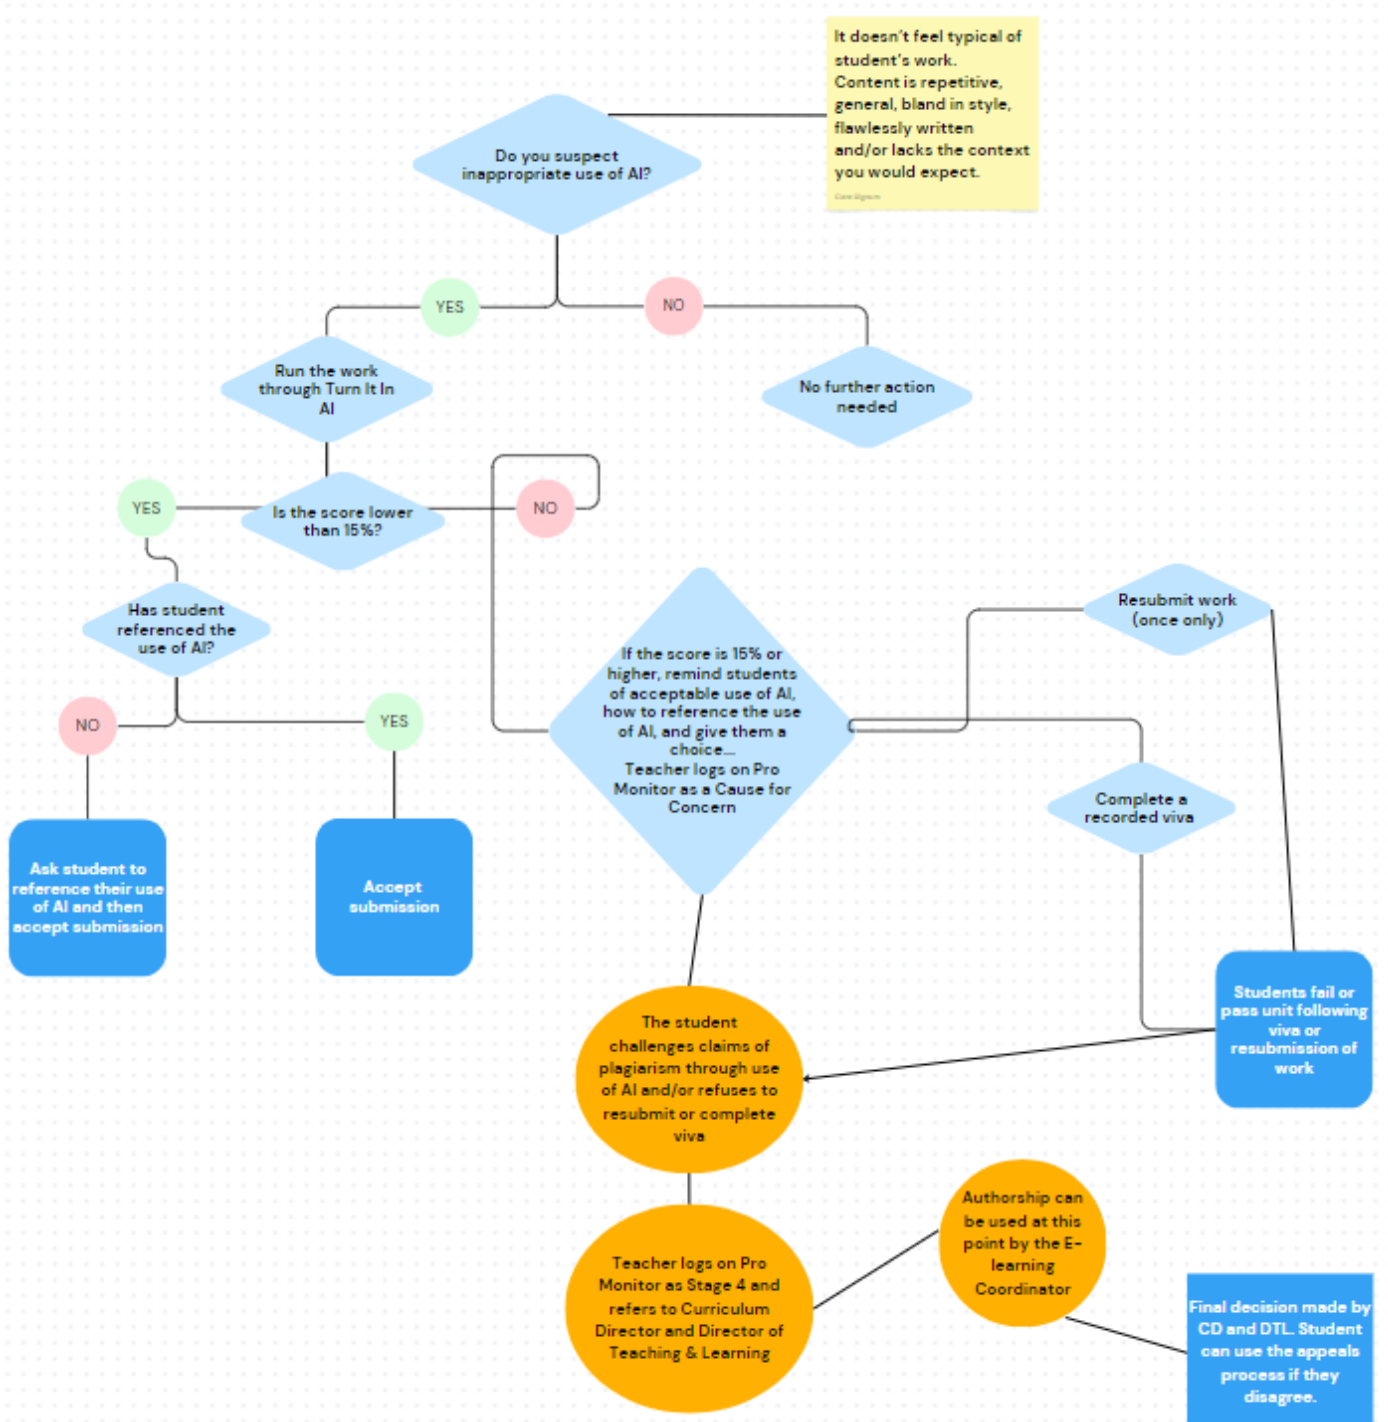 It doesn't feel typical of
student's work.
Content is repetitive,
general, bland in style,
flawlessly written
and/or lacks the context
you would expect.
Do you suspect
inappropriate use of AI?
YES
NO
Run the work
through Turn It In
AI
No further action
needed
YES
Is the score lower
than 15%?
NO
Has student
referenced the
use of AI?
Resubmit work
(once only)
If the score is 15% or
higher, remind students
of acceptable use of AI,
how to reference the use
of AI, and give them a
choice...
Teacher logs on Pro
Monitor as a Cause for
Concern
NO
YES
Complete a
recorded viva
Ask student to
reference their use
of AI and then
accept submission
Accept
submission
Students fail or
pass unit following
viva or
resubmission of
work
The student
challenges claims of
plagiarism through use
of AI and/or refuses to
resubmit or complete
viva
Teacher logs on Pro
Monitor as Stage 4 and
refers to Curriculum
Director and Director of
Teaching & Learning
Authorship can
be used at this
point by the E-
learning
Coordinator
Final decision made by
CD and DTL. Student
can use the appeals
process if they
disagree.